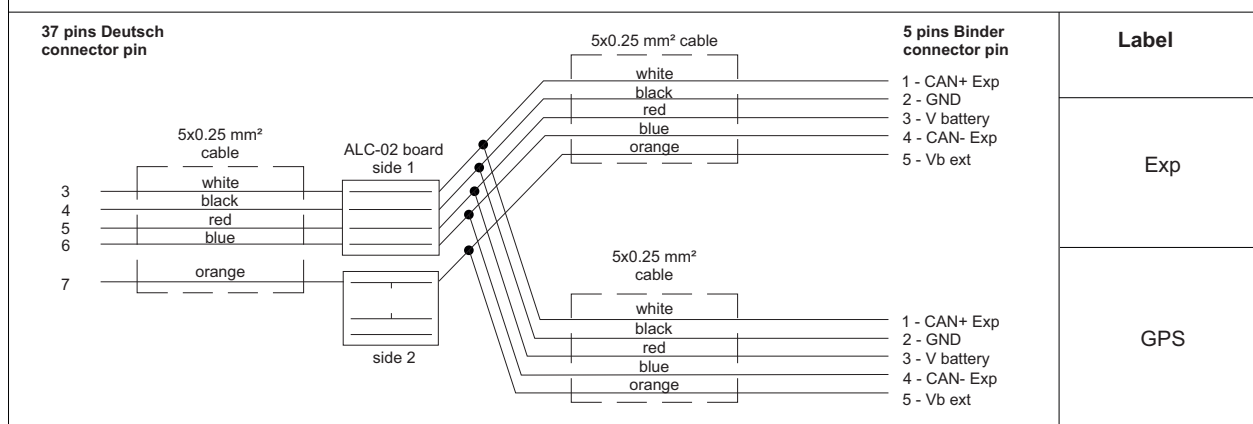 37 pins Deutsch
connector pin
5x0.25 mm²
cable
white
black
red
blue
orange
3
4
5
6
7
ALC-02 board
side 1
side 2
5x0.25 mm² cable
white
black
red
blue
orange
5 pins Binder
connector pin
1 - CAN+ Exp
2 - GND
3 - V battery
4 - CAN- Exp
5 - Vb ext
Label
Exp
5x0.25 mm²
cable
white
black
red
blue
orange
1 - CAN+ Exp
2 - GND
3 - V battery
4 - CAN- Exp
5 - Vb ext
GPS